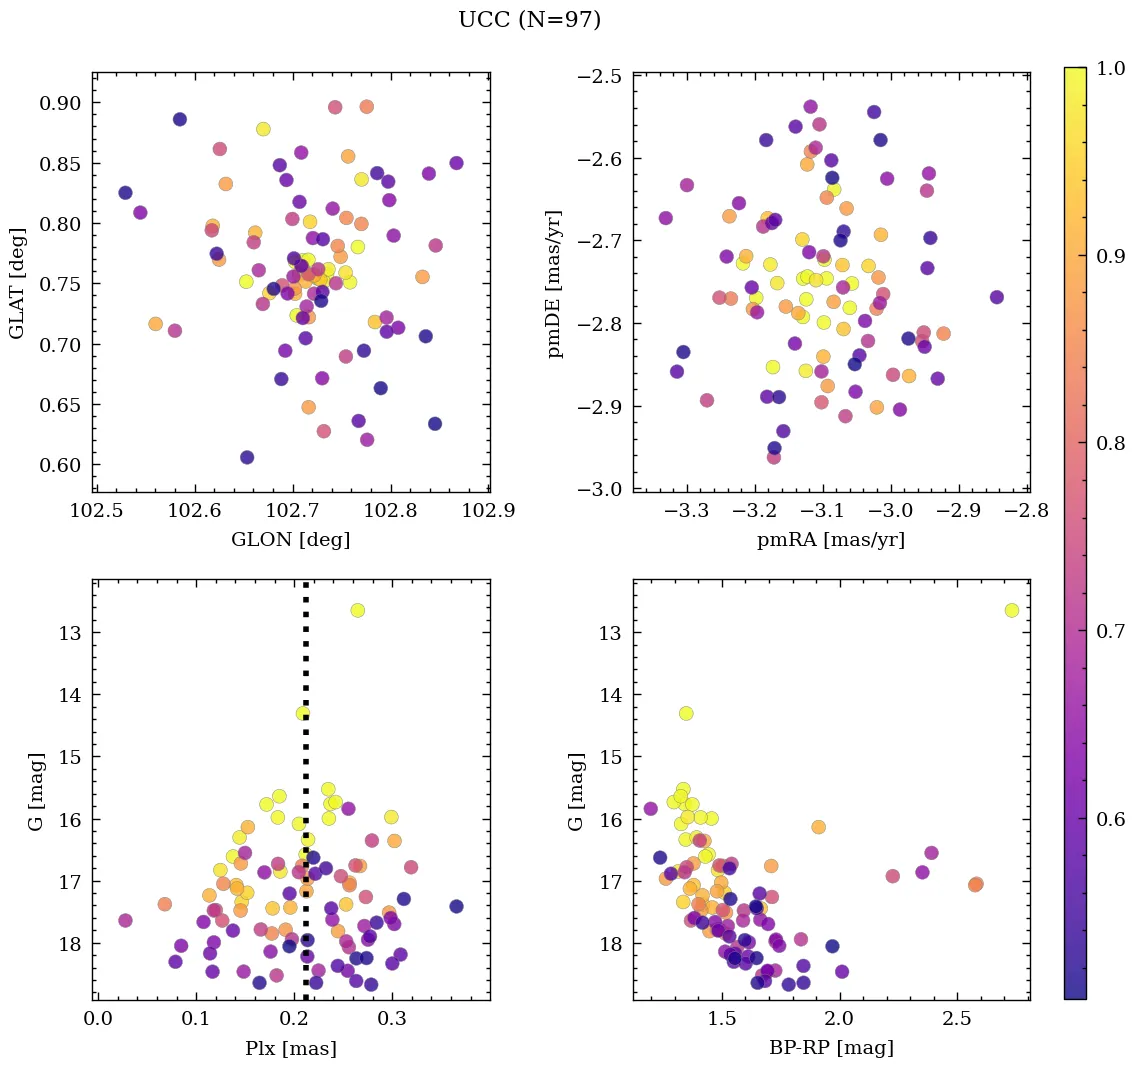 UCC (N=97)
0.90
0.85
0.80
0.75
0.70
0.65
0.60
GLAT [deg]
102.5 102.6 102.7 102.8 102.9
GLON [deg]
−2.5
−2.6
−2.7
−2.8
−2.9
−3.0
pmDE [mas/yr]
−3.3 −3.2 −3.1 −3.0 −2.9 −2.8
pmRA [mas/yr]
13
14
15
16
17
18
G [mag]
0.0 0.1 0.2 0.3
Plx [mas]
13
14
15
16
17
18
G [mag]
1.5 2.0 2.5
BP-RP [mag]
1.0
0.9
0.8
0.7
0.6